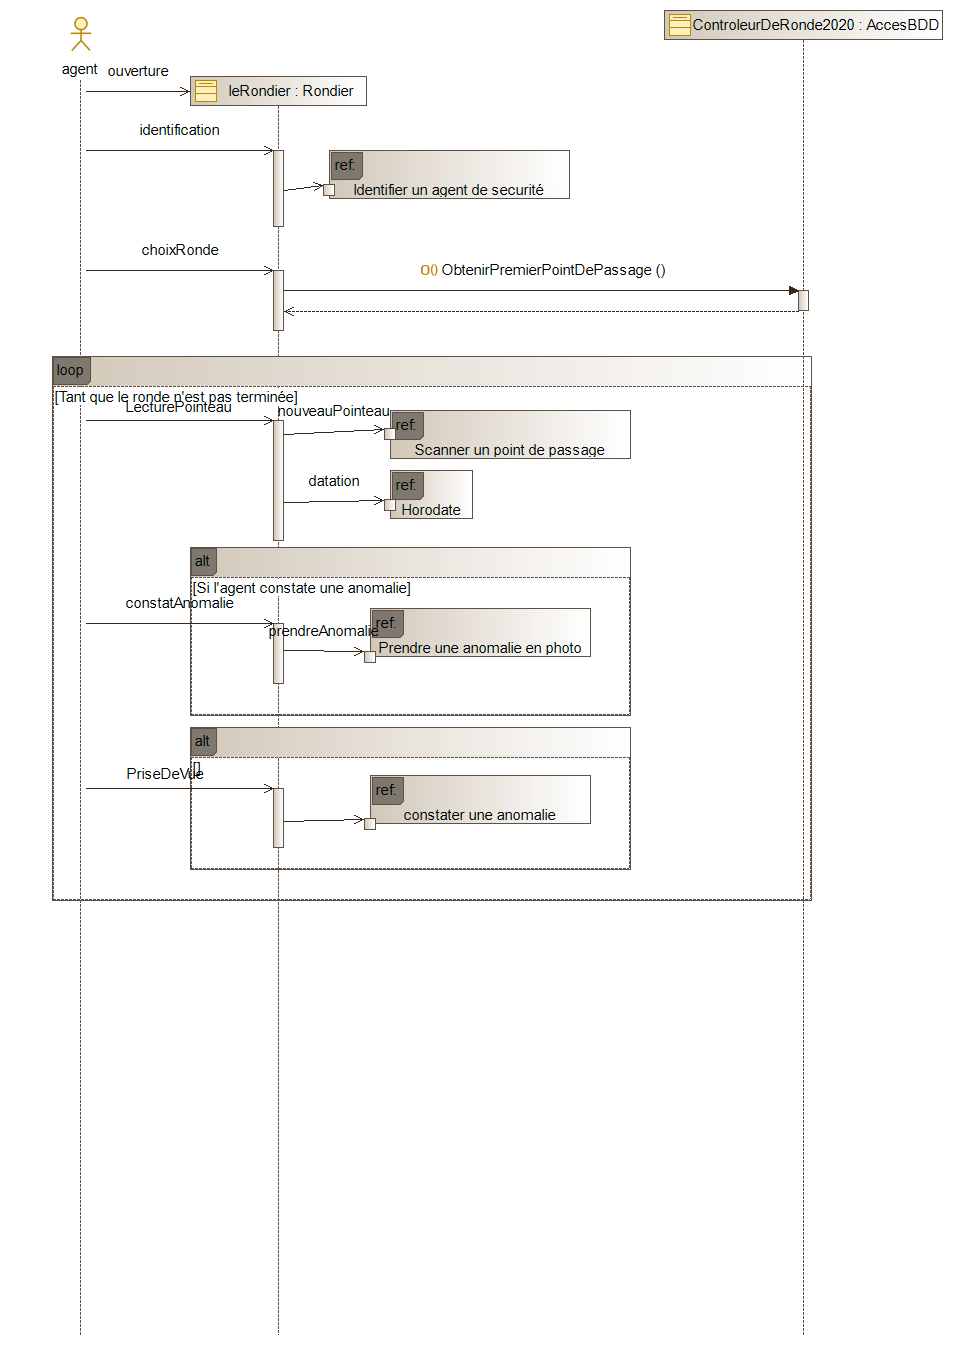 ControleurDeRonde2020 : AccesBDD
agent
ouverture
leRondier : Rondier
identification
ref:
Identifier un agent de securité
choixRonde
O() ObtenirPremierPointDePassage ()
loop
[Tant que le ronde n'est pas terminée]
LecturePointeau
nouveauPointeau
ref:
Scanner un point de passage
datation
ref:
Horodate
alt
[Si l'agent constate une anomalie]
constatAnomalie
prendreAnomalie
ref:
Prendre une anomalie en photo
alt
[]
PriseDeVue
ref:
constater une anomalie